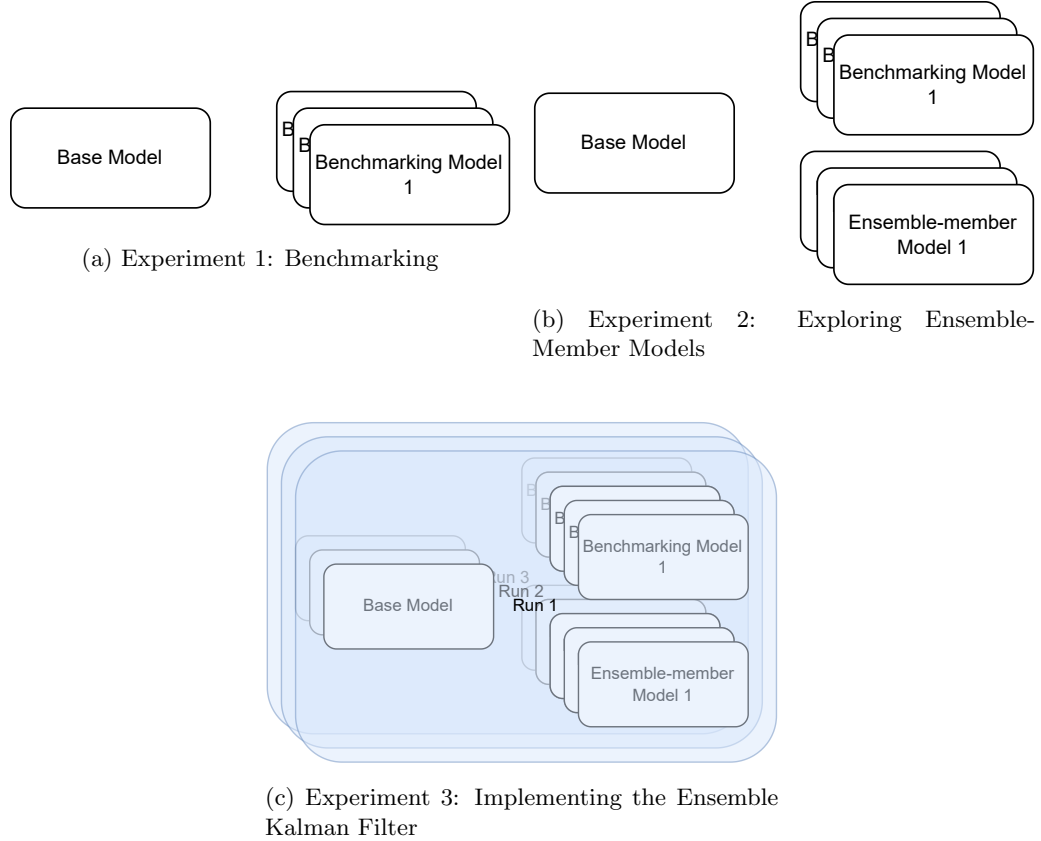 Base Model
B
B
Benchmarking Model
1
(a) Experiment 1: Benchmarking
Base Model
B
B
Benchmarking Model
1
Ensemble-member
Model 1
(b) Experiment 2: Exploring Ensemble-
Member Models
B
B
B
B
Benchmarking Model
1
Run 3
Run 2
Run 1
Base Model
Ensemble-member
Model 1
(c) Experiment 3: Implementing the Ensemble
Kalman Filter